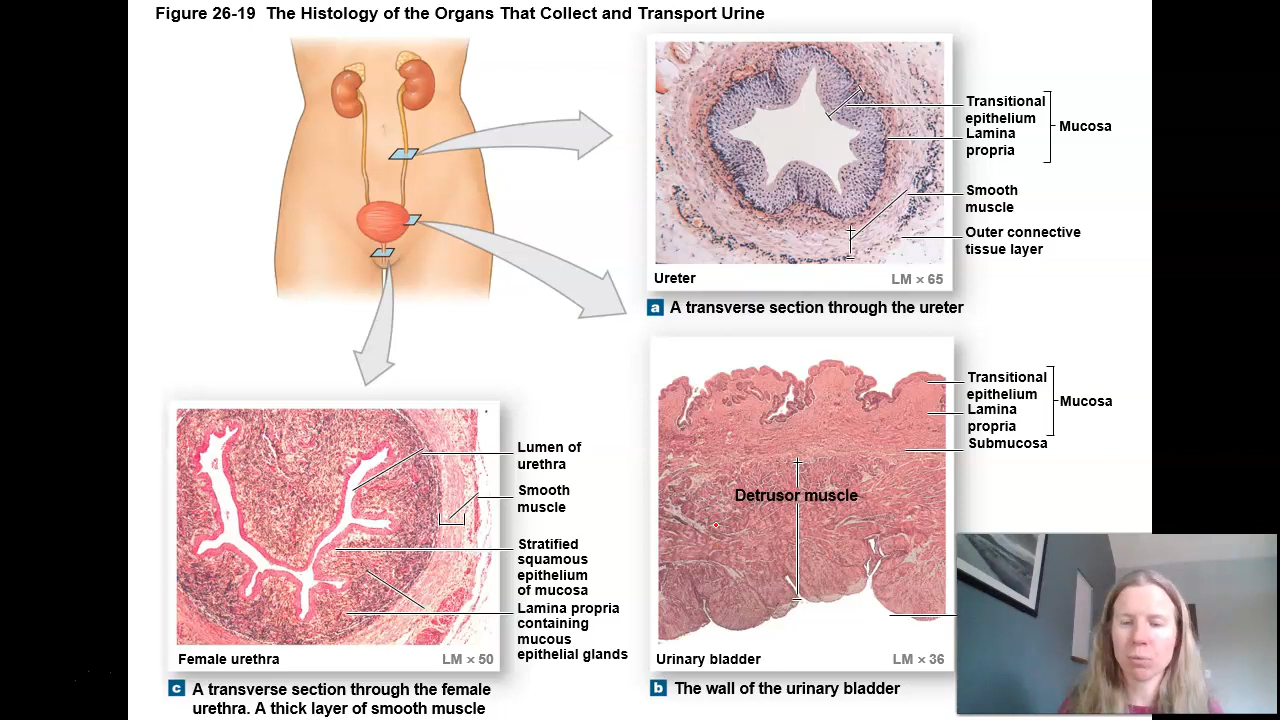 Figure 26-19 The Histology of the Organs That Collect and Transport Urine
Transitional
epithelium
Lamina
propria
Mucosa
Smooth
muscle
Outer connective
tissue layer
Ureter LM × 65
a A transverse section through the ureter
Transitional
epithelium
Lamina
propria
Mucosa
Submucosa
Detrusor muscle
Urinary bladder LM × 36
b The wall of the urinary bladder
Lumen of
urethra
Smooth
muscle
Stratified
squamous
epithelium
of mucosa
Lamina propria
containing
mucous
epithelial glands
Female urethra LM × 50
c A transverse section through the female
urethra. A thick layer of smooth muscle